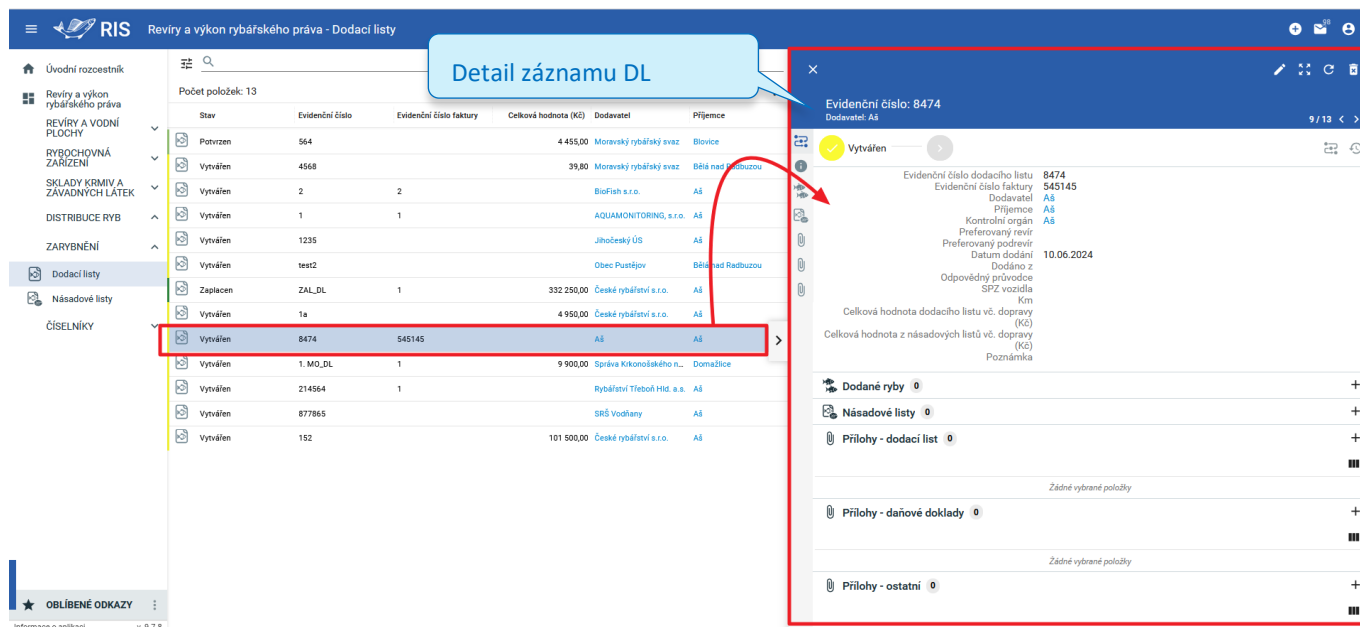 RIS Revíry a výkon rybářského práva - Dodací listy
98
Úvodní rozcestník
Revíry a výkon
rybářského práva
REVÍRY A VODNÍ
PLOCHY
RYBOCHOVNÁ
ZAŘÍZENÍ
SKLADY KRMIV A
ZÁVADNÝCH LÁTEK
DISTRIBUCE RYB
ZARYBNĚNÍ
Dodací listy
Násadové listy
ČÍSELNÍKY
OBLÍBENÉ ODKAZY
Informace o aplikaci v. 9.7.8
Detail záznamu DL
Počet položek: 13
Stav Evidenční číslo Evidenční číslo faktury Celková hodnota (Kč) Dodavatel Příjemce
Potvrzen 564 4 455,00 Moravský rybářský svaz Blovice
Vytvářen 4568 39,80 Moravský rybářský svaz Bělá nad Radbuzou
Vytvářen 2 2 BioFish s.r.o. Aš
Vytvářen 1 1 AQUAMONITORING, s.r.o. Aš
Vytvářen 1235 Jihočeský ÚS Aš
Vytvářen test2 Obec Pustějov Bělá nad Radbuzou
Zaplacen ZAL_DL 1 332 250,00 České rybářství s.r.o. Aš
Vytvářen 1a 4 950,00 České rybářství s.r.o. Aš
Vytvářen 8474 545145 Aš Aš
Vytvářen 1. MO_DL 1 9 900,00 Správa Krkonošského n... Domažlice
Vytvářen 214564 1 Rybářství Třeboň Hld. a.s. Aš
Vytvářen 877865 SRŠ Vodňany Aš
Vytvářen 152 101 500,00 České rybářství s.r.o. Aš
Evidenční číslo: 8474
Dodavatel: Aš 9 / 13
Vytvářen
Evidenční číslo dodacího listu 8474
Evidenční číslo faktury 545145
Dodavatel Aš
Příjemce Aš
Kontrolní orgán Aš
Preferovaný revír
Preferovaný podrevír
Datum dodání 10.06.2024
Dodáno z
Odpovědný průvodce
SPZ vozidla
Km
Celková hodnota dodacího listu vč. dopravy
(Kč)
Celková hodnota z násadových listů vč. dopravy
(Kč)
Poznámka
Dodané ryby 0
Násadové listy 0
Přílohy - dodací list 0
Žádné vybrané položky
Přílohy - daňové doklady 0
Žádné vybrané položky
Přílohy - ostatní 0